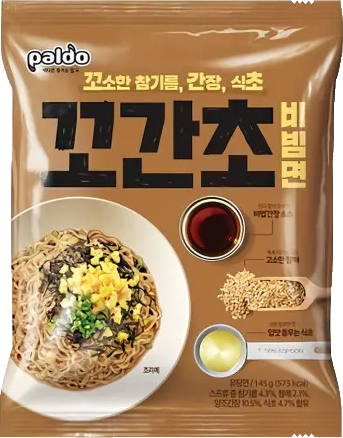 paldo
꼬소한 참기름, 간장, 식초
꼬간초
비빔면
비법간장소스
고소한 참깨
입맛 돋우는 식초
TABLESPOON
조리예
유탕면 / 145 g (575 kcal)
스프류 중 참기름 4.3%, 참깨 2.1%,
양조간장 10.5%, 식초 4.7% 함유